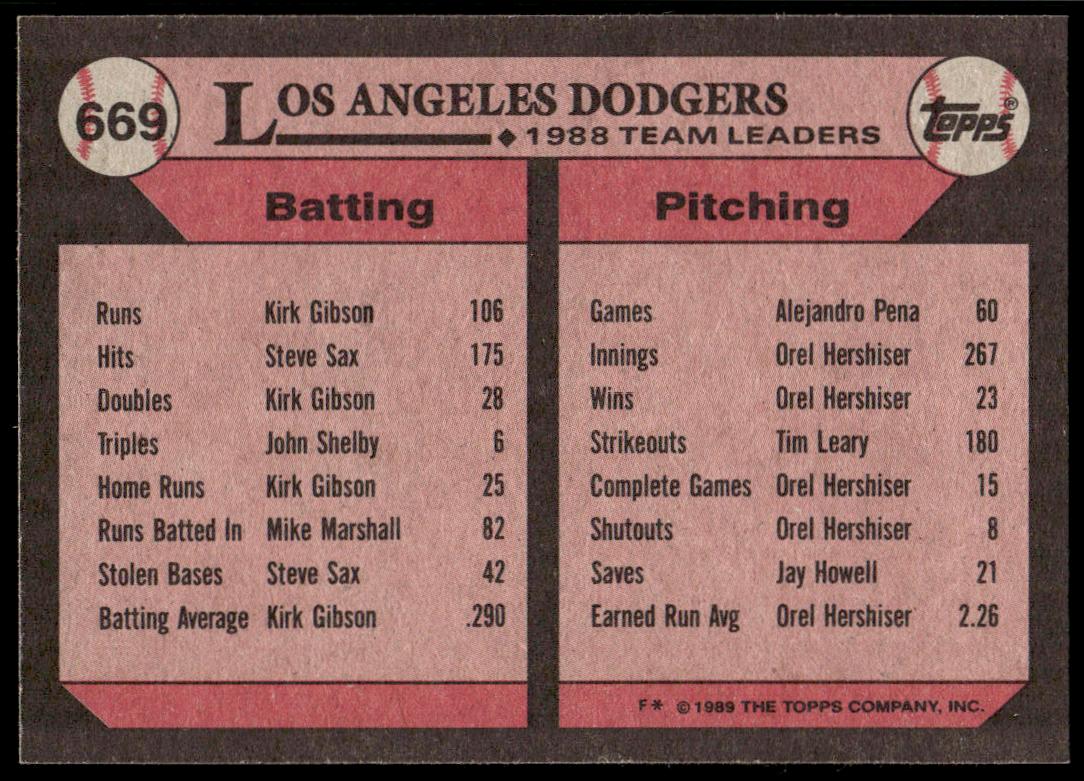 669
LOS ANGELES DODGERS
1988 TEAM LEADERS
Topps®
Batting
Runs Kirk Gibson 106
Hits Steve Sax 175
Doubles Kirk Gibson 28
Triples John Shelby 6
Home Runs Kirk Gibson 25
Runs Batted In Mike Marshall 82
Stolen Bases Steve Sax 42
Batting Average Kirk Gibson .290
Pitching
Games Alejandro Pena 60
Innings Orel Hershiser 267
Wins Orel Hershiser 23
Strikeouts Tim Leary 180
Complete Games Orel Hershiser 15
Shutouts Orel Hershiser 8
Saves Jay Howell 21
Earned Run Avg Orel Hershiser 2.26
F* ©1989 THE TOPPS COMPANY, INC.